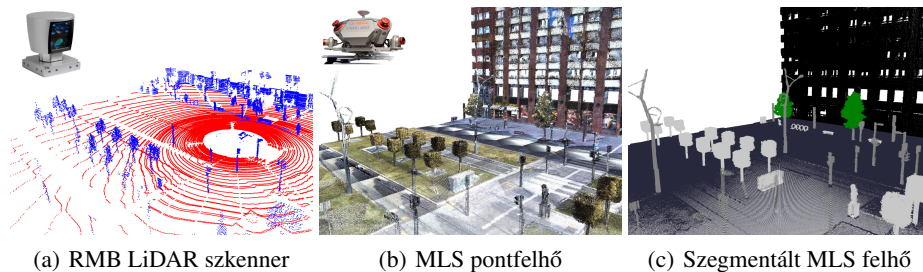 (a) RMB LiDAR szkenner
(b) MLS pontfelhő
(c) Szegmentált MLS felhő